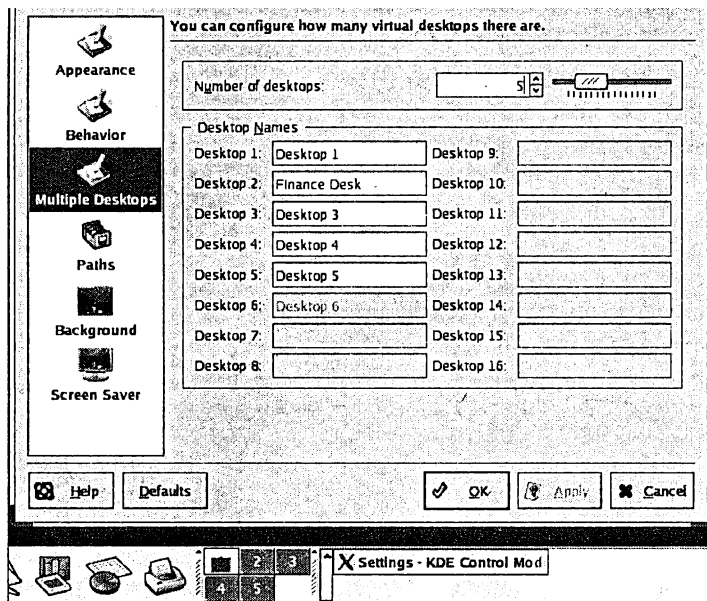 You can configure how many virtual desktops there are.
Appearance
Behavior
Multiple Desktops
Paths
Background
Screen Saver
Number of desktops: 5
Desktop Names
Desktop 1: Desktop 1
Desktop 2: Finance Desk
Desktop 3: Desktop 3
Desktop 4: Desktop 4
Desktop 5: Desktop 5
Desktop 6: Desktop 6
Desktop 7:
Desktop 8:
Desktop 9:
Desktop 10:
Desktop 11:
Desktop 12:
Desktop 13:
Desktop 14:
Desktop 15:
Desktop 16:
Help
Defaults
OK
Apply
Cancel
2 3
4 5
X Settings - KDE Control Mod